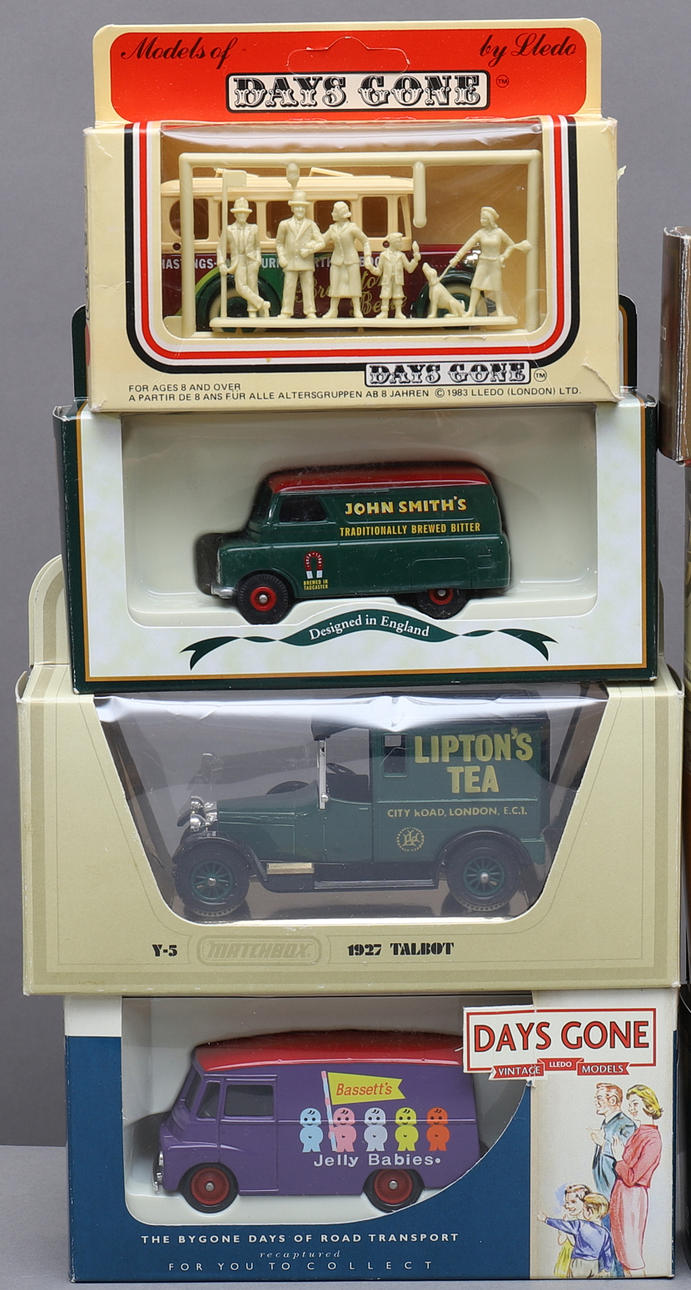 Models of by Lledo
DAYS GONE ™
HASTINGS-
DAYS GONE ™
FOR AGES 8 AND OVER
A PARTIR DE 8 ANS FUR ALLE ALTERSGRUPPEN AB 8 JAHREN © 1983 LLEDO (LONDON) LTD.
JOHN SMITH'S
TRADITIONALLY BREWED BITTER
BREWED IN
TADCASTER
Designed in England
LIPTON'S
TEA
CITY ROAD, LONDON, E.C.1.
Y-5 MATCHBOX 1927 TALBOT
DAYS GONE
VINTAGE LLEDO MODELS
Bassett's
Jelly Babies
THE BYGONE DAYS OF ROAD TRANSPORT
recaptured
FOR YOU TO COLLECT